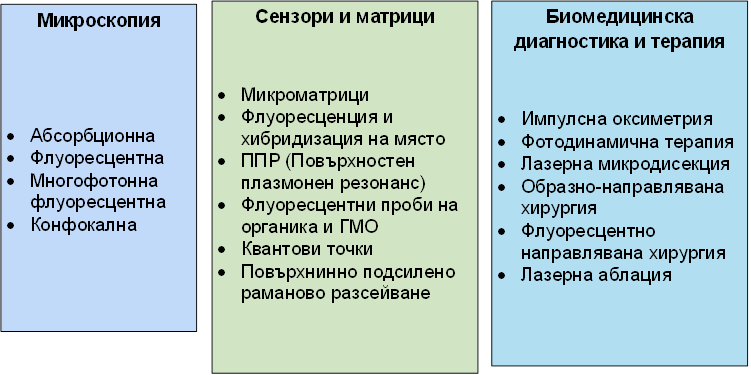 Микроскопия
• Абсорбционна
• Флуоресцентна
• Многофотонна
флуоресцентна
• Конфокална
Сензори и матрици
• Микроматрици
• Флуоресценция и
хибридизация на място
• ППР (Повърхностен
плазмонен резонанс)
• Флуоресцентни проби на
органика и ГМО
• Квантови точки
• Повърхнинно подсилено
раманово разсейване
Биомедицинска
диагностика и терапия
• Импулсна оксиметрия
• Фотодинамична терапия
• Лазерна микродисекция
• Образно-направлявана
хирургия
• Флуоресцентно
направлявана хирургия
• Лазерна аблация